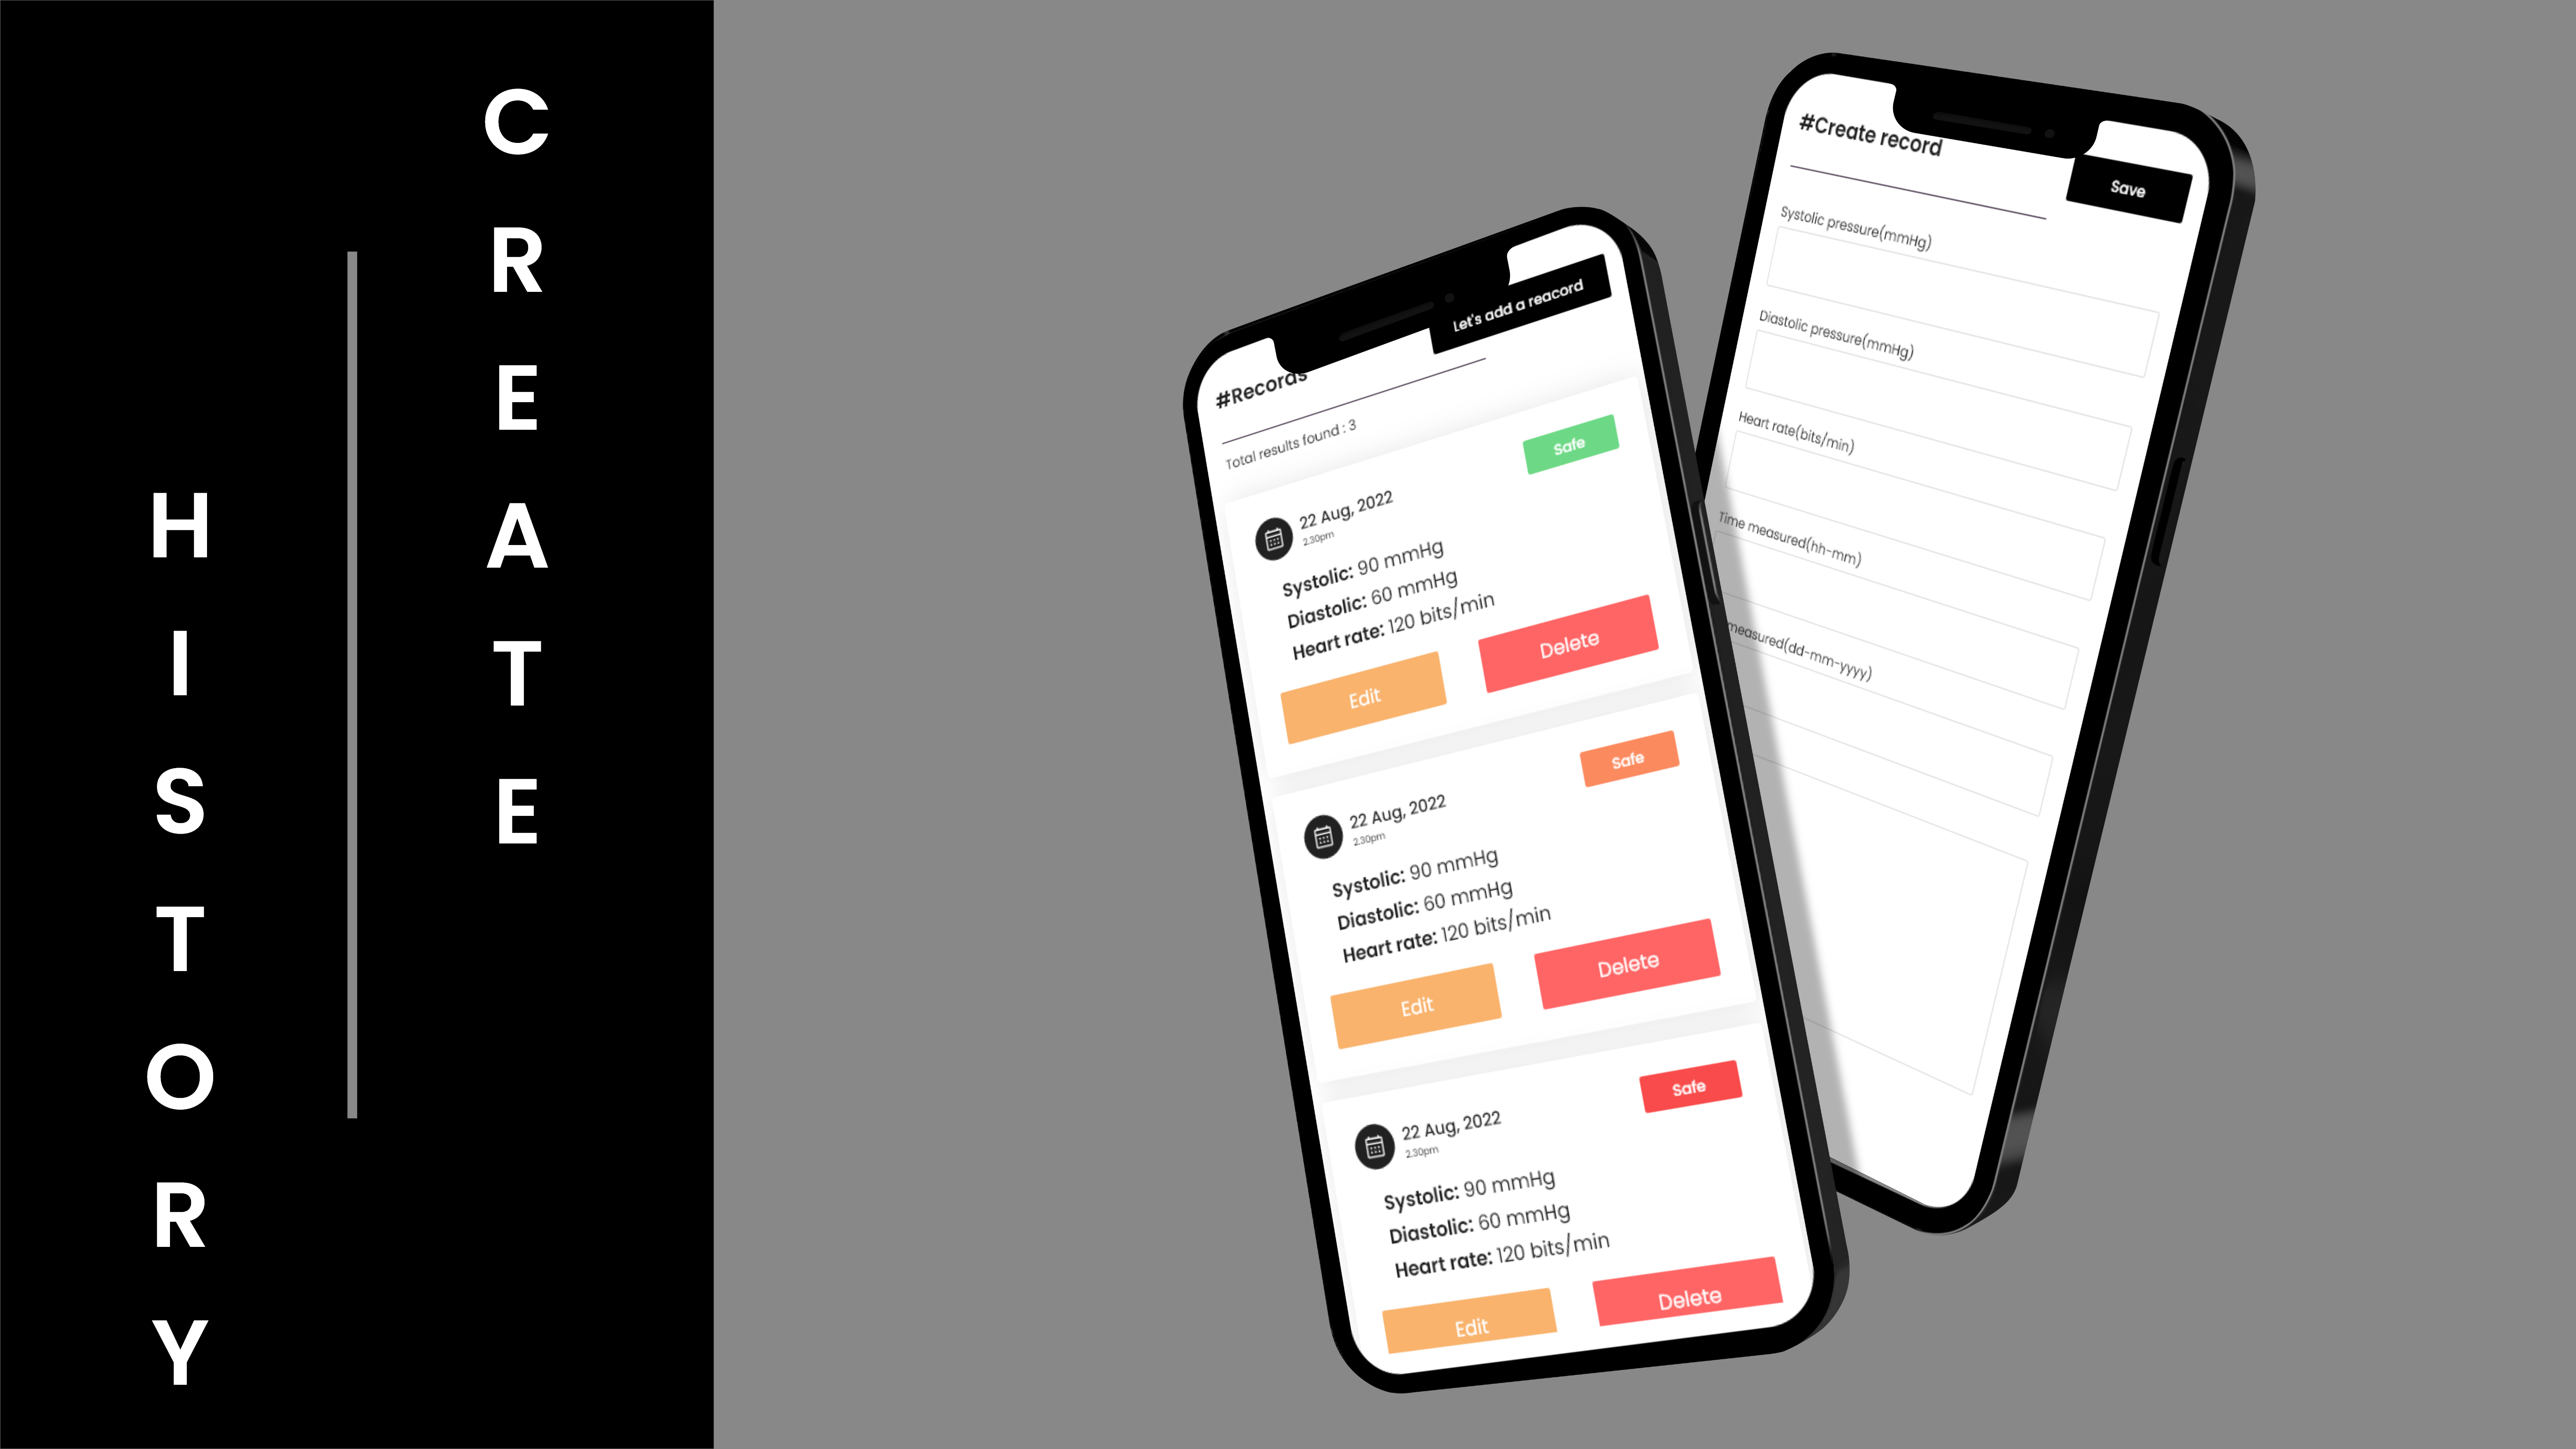 HISTORY
CREATE
#Records
Let's add a reacord
Total results found : 3
Safe
22 Aug, 2022
2.30pm
Systolic: 90 mmHg
Diastolic: 60 mmHg
Heart rate: 120 bits/min
Edit
Delete
Safe
22 Aug, 2022
2.30pm
Systolic: 90 mmHg
Diastolic: 60 mmHg
Heart rate: 120 bits/min
Edit
Delete
Safe
22 Aug, 2022
2.30pm
Systolic: 90 mmHg
Diastolic: 60 mmHg
Heart rate: 120 bits/min
Edit
Delete
#Create record
Save
Systolic pressure(mmHg)
Diastolic pressure(mmHg)
Heart rate(bits/min)
Time measured(hh-mm)
measured(dd-mm-yyyy)